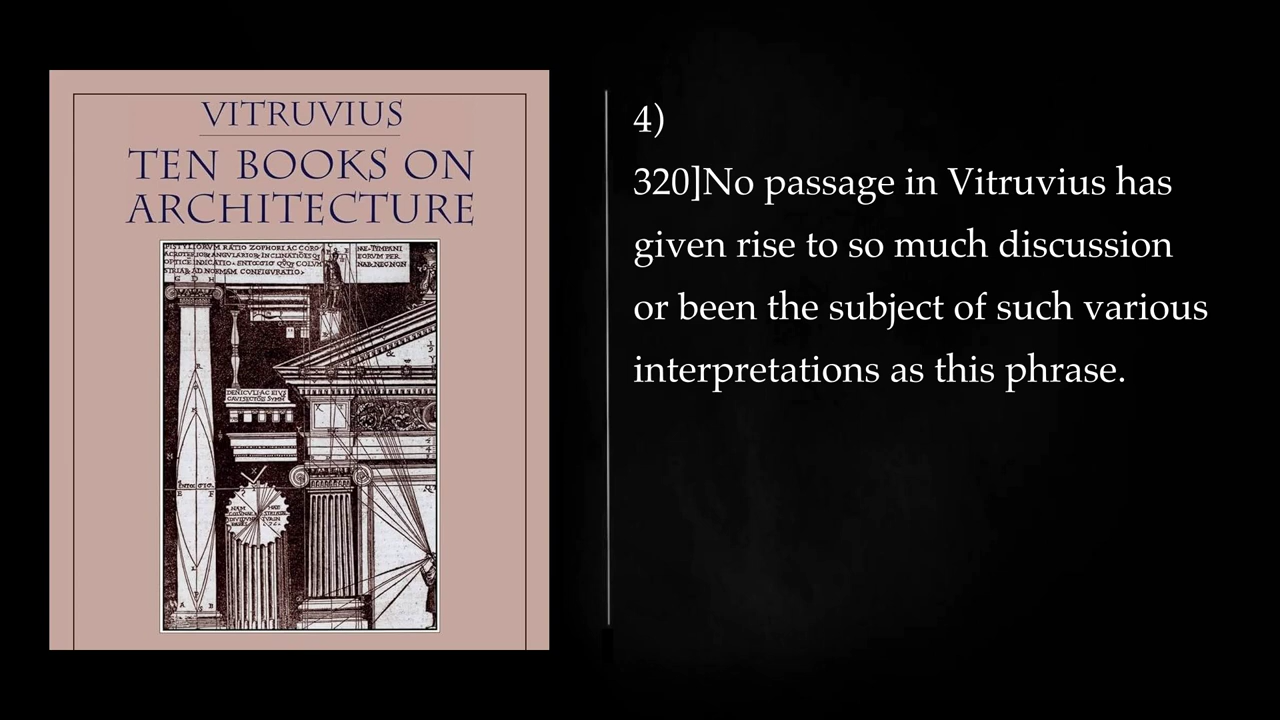 VITRUVIUS
TEN BOOKS ON
ARCHITECTURE
4)
320]No passage in Vitruvius has
given rise to so much discussion
or been the subject of such various
interpretations as this phrase.